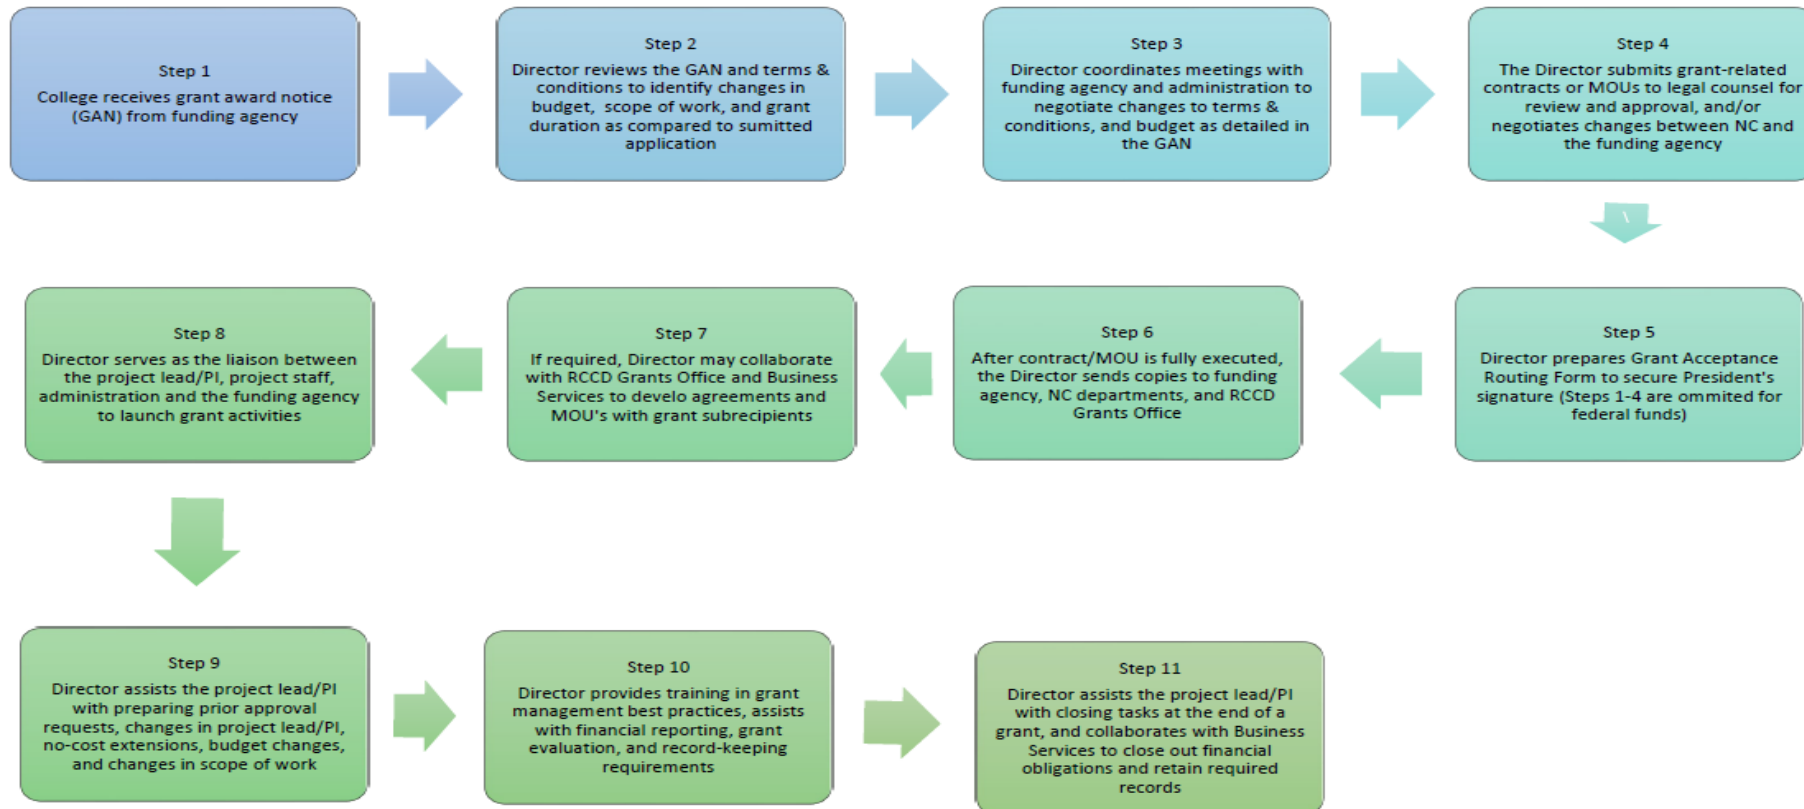 Step 1
College receives grant award notice
(GAN) from funding agency
Step 2
Director reviews the GAN and terms &
conditions to identify changes in
budget, scope of work, and grant
duration as compared to sumitted
application
Step 3
Director coordinates meetings with
funding agency and administration to
negotiate changes to terms &
conditions, and budget as detailed in
the GAN
Step 4
The Director submits grant-related
contracts or MOUs to legal counsel for
review and approval, and/or
negotiates changes between NC and
the funding agency
\
Step 5
Director prepares Grant Acceptance
Routing Form to secure President's
signature (Steps 1-4 are ommited for
federal funds)
Step 6
After contract/MOU is fully executed,
the Director sends copies to funding
agency, NC departments, and RCCD
Grants Office
Step 7
If required, Director may collaborate
with RCCD Grants Office and Business
Services to develo agreements and
MOU's with grant subrecipients
Step 8
Director serves as the liaison between
the project lead/PI, project staff,
administration and the funding agency
to launch grant activities
Step 9
Director assists the project lead/PI
with preparing prior approval
requests, changes in project lead/PI,
no-cost extensions, budget changes,
and changes in scope of work
Step 10
Director provides training in grant
management best practices, assists
with financial reporting, grant
evaluation, and record-keeping
requirements
Step 11
Director assists the project lead/PI
with closing tasks at the end of a
grant, and collaborates with Business
Services to close out financial
obligations and retain required
records